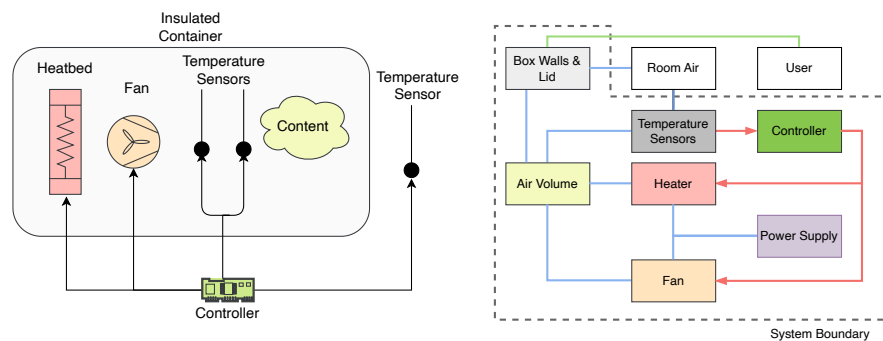 Insulated
Container
Heatbed
Fan
Temperature
Sensors
Content
Temperature
Sensor
Controller
Box Walls &
Lid
Room Air
User
Temperature
Sensors
Controller
Air Volume
Heater
Power Supply
Fan
System Boundary